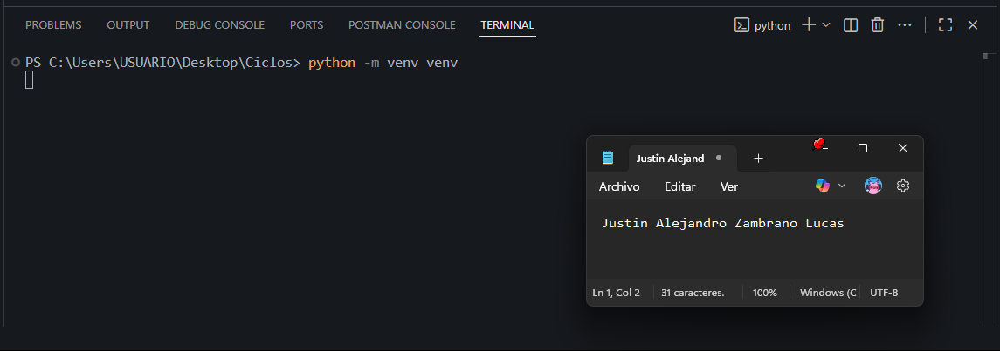 PROBLEMS OUTPUT DEBUG CONSOLE PORTS POSTMAN CONSOLE TERMINAL python
PS C:\Users\USUARIO\Desktop\Ciclos> python -m venv venv
Justin Alejand
Archivo Editar Ver
Justin Alejandro Zambrano Lucas
Ln 1, Col 2 31 caracteres. 100% Windows (C UTF-8